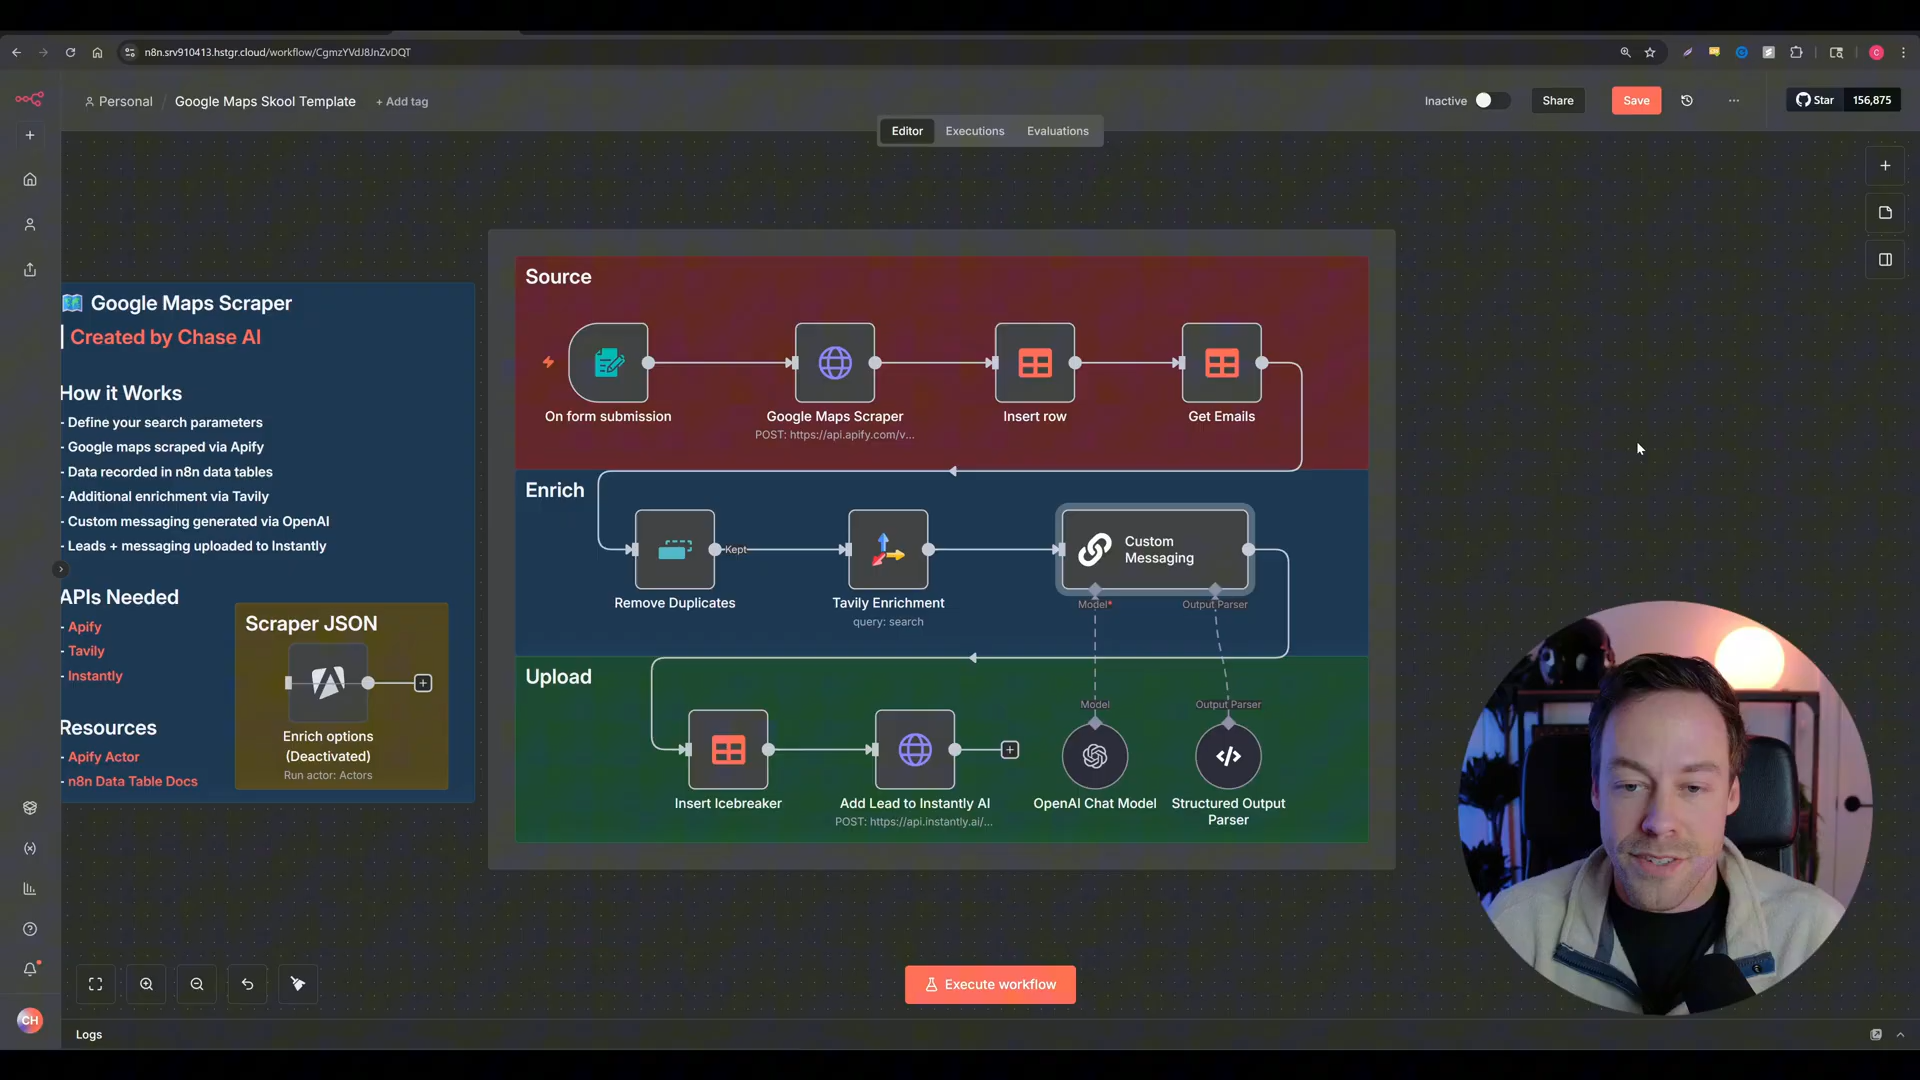 n8n.srv910413.hstgr.cloud/workflow/CgmzYVdJ8JnZvDQT
C
Personal / Google Maps Skool Template + Add tag
Inactive
Share
Save
Star 156,875
Editor Executions Evaluations
Google Maps Scraper
Created by Chase AI
How it Works
- Define your search parameters
- Google maps scraped via Apify
- Data recorded in n8n data tables
- Additional enrichment via Tavily
- Custom messaging generated via OpenAI
- Leads + messaging uploaded to Instantly
APIs Needed
- Apify
- Tavily
- Instantly
Resources
- Apify Actor
- n8n Data Table Docs
Scraper JSON
Enrich options
(Deactivated)
Run actor: Actors
Source
On form submission
Google Maps Scraper
POST: https://api.apify.com/v...
Insert row
Get Emails
Enrich
Remove Duplicates
Kept
Tavily Enrichment
query: search
Custom
Messaging
Model*
Output Parser
Upload
Insert Icebreaker
Add Lead to Instantly AI
POST: https://api.instantly.ai/...
Model
OpenAI Chat Model
Output Parser
Structured Output
Parser
Execute workflow
CH
Logs